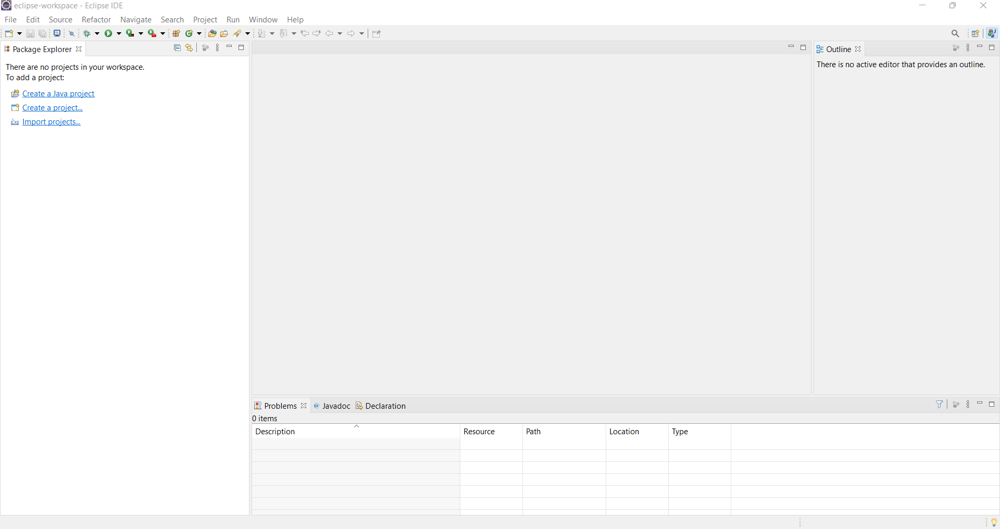 eclipse-workspace - Eclipse IDE
File Edit Source Refactor Navigate Search Project Run Window Help
Package Explorer
There are no projects in your workspace.
To add a project:
Create a Java project
Create a project...
Import projects...
Outline
There is no active editor that provides an outline.
Problems @ Javadoc Declaration
0 items
Description Resource Path Location Type